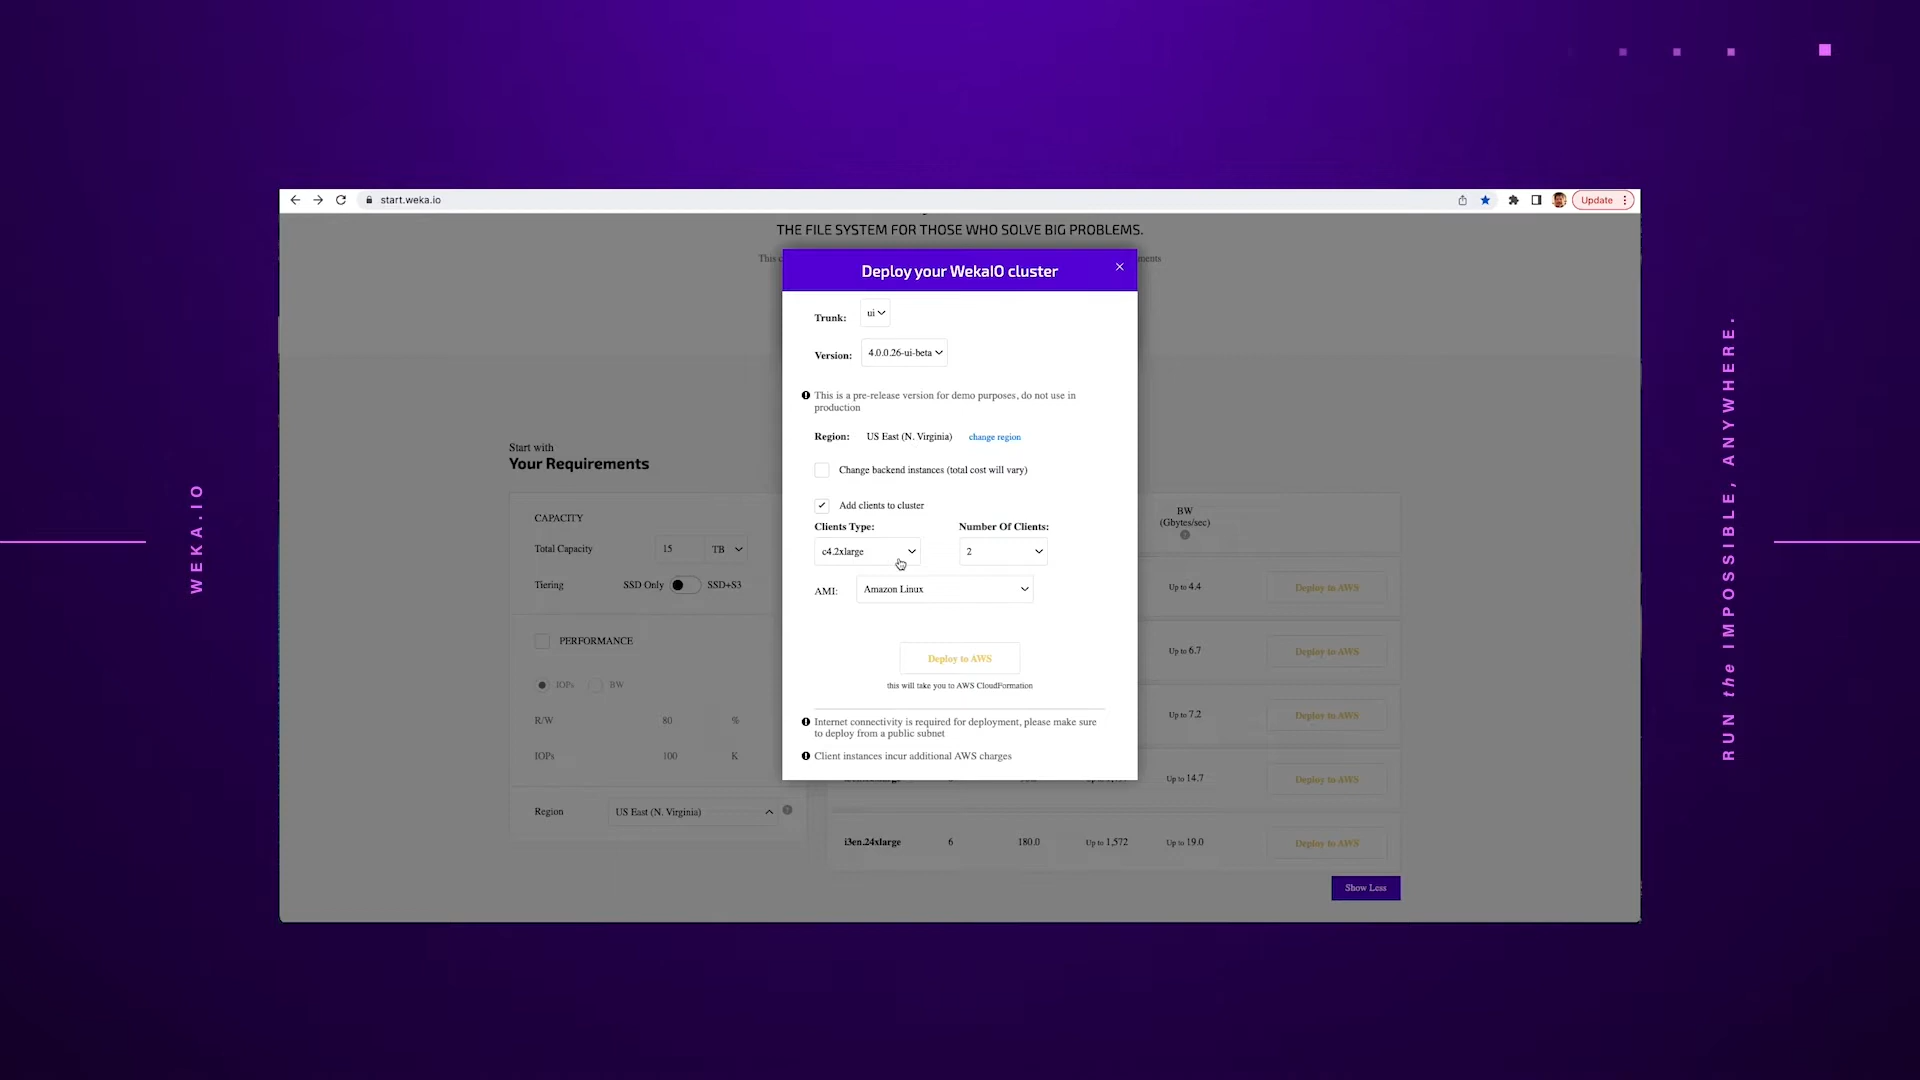 start.weka.io
Update
THE FILE SYSTEM FOR THOSE WHO SOLVE BIG PROBLEMS.
Deploy your WekaIO cluster
Trunk: ui
Version: 4.0.0.26-ui-beta
This is a pre-release version for demo purposes, do not use in
production
Region: US East (N. Virginia) change region
Change backend instances (total cost will vary)
Add clients to cluster
Clients Type: Number Of Clients:
c4.2xlarge 2
AMI: Amazon Linux
Deploy to AWS
this will take you to AWS CloudFormation
Internet connectivity is required for deployment, please make sure
to deploy from a public subnet
Client instances incur additional AWS charges
Start with
Your Requirements
CAPACITY
Total Capacity 15 TB
Tiering SSD Only SSD+S3
PERFORMANCE
IOPs BW
R/W 80 %
IOPs 100 K
Region US East (N. Virginia)
BW
(Gbytes/sec)
Up to 4.4 Deploy to AWS
Up to 6.7 Deploy to AWS
Up to 7.2 Deploy to AWS
Up to 14.7 Deploy to AWS
i3en.24xlarge 6 180.0 Up to 1,572 Up to 19.0 Deploy to AWS
Show Less
WEKA.IO
RUN the IMPOSSIBLE, ANYWHERE.